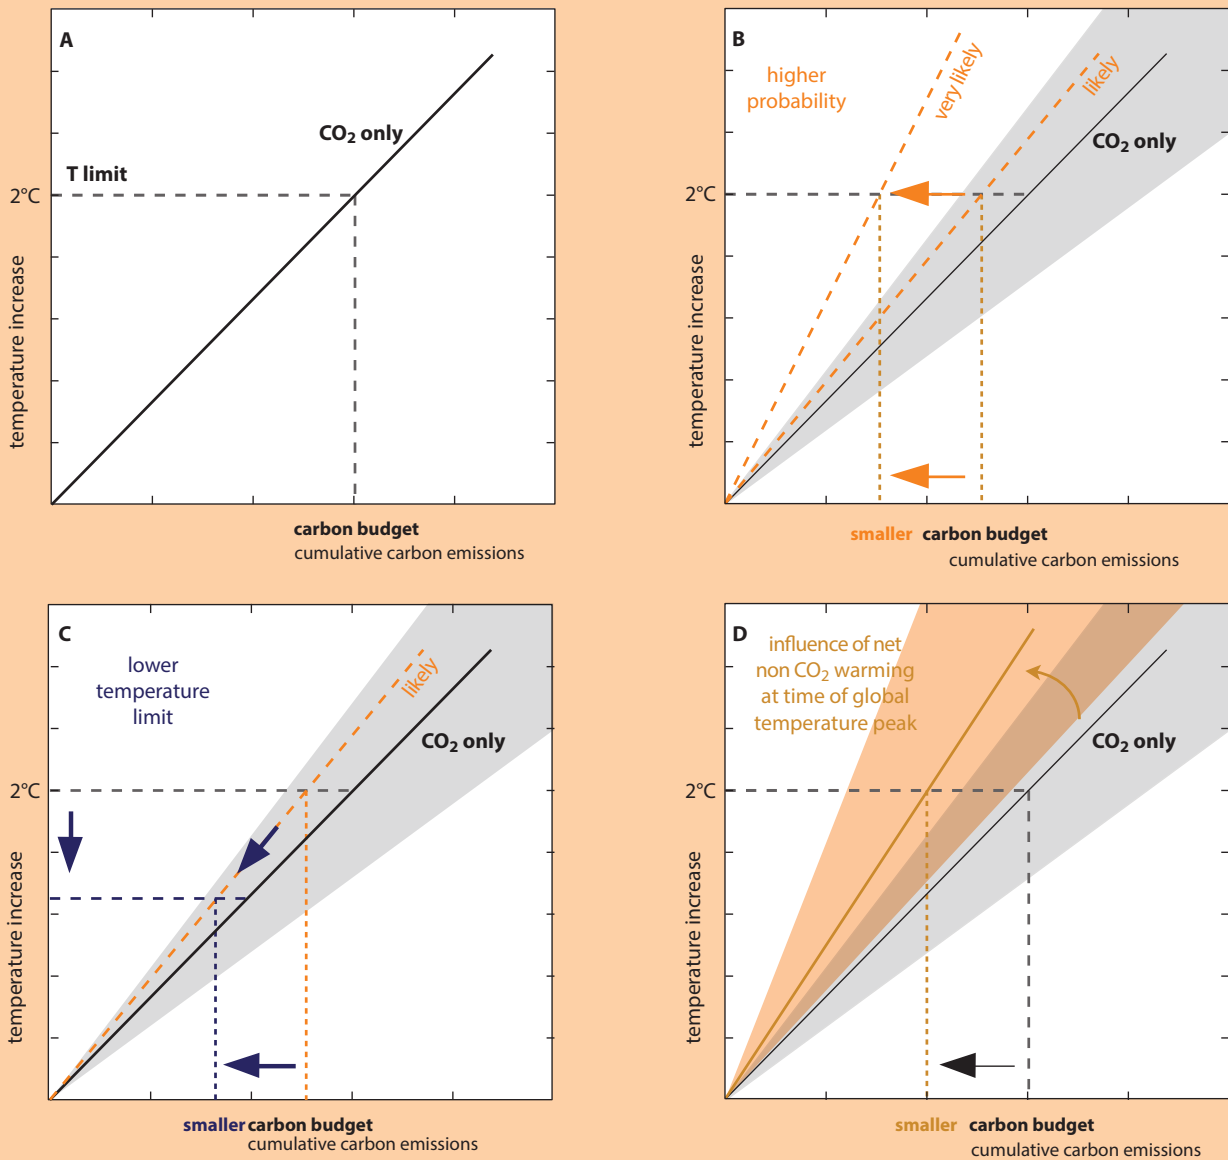 A
CO2 only
T limit
2°C
temperature increase
carbon budget
cumulative carbon emissions
B
higher
probability
very likely
likely
CO2 only
2°C
temperature increase
smaller carbon budget
cumulative carbon emissions
C
lower
temperature
limit
likely
CO2 only
2°C
temperature increase
smaller carbon budget
cumulative carbon emissions
D
influence of net
non CO2 warming
at time of global
temperature peak
CO2 only
2°C
temperature increase
smaller carbon budget
cumulative carbon emissions